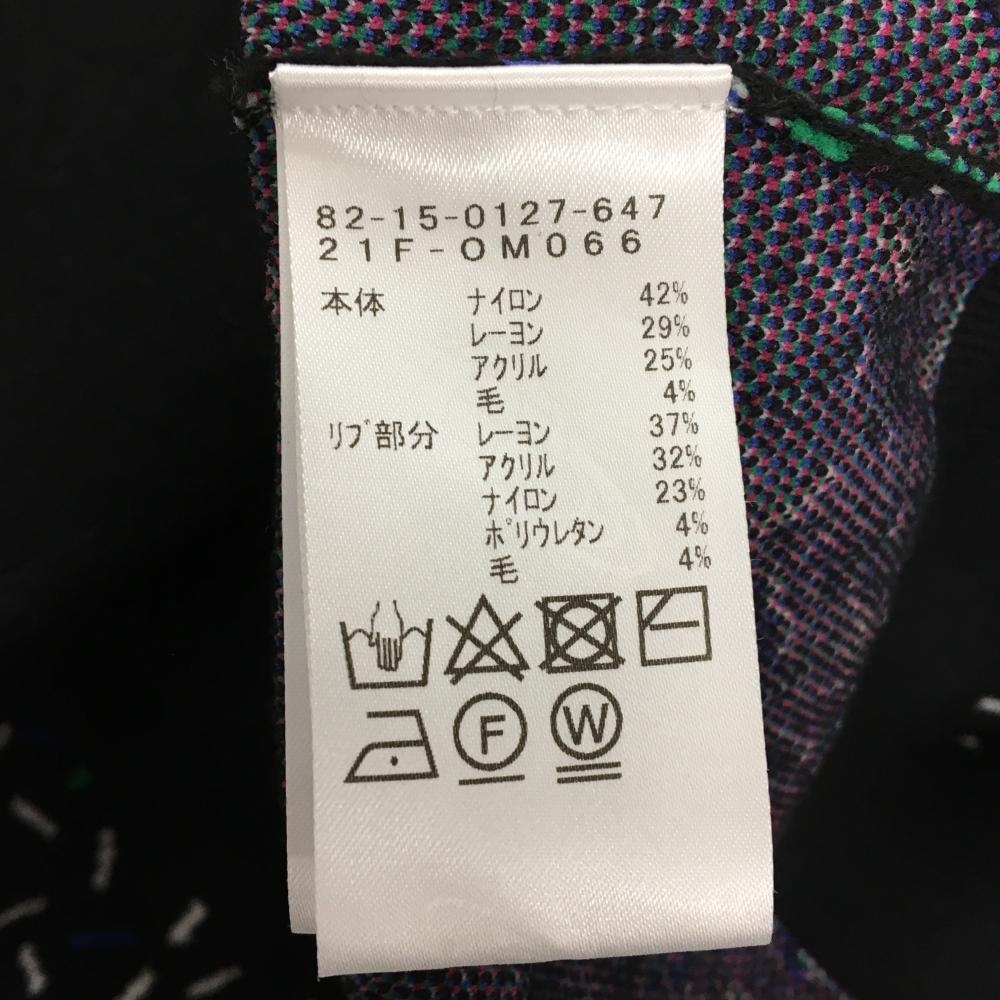 82-15-0127-647
21F-OM066
本体 ナイロン 42%
レーヨン 29%
アクリル 25%
毛 4%
リブ部分 レーヨン 37%
アクリル 32%
ナイロン 23%
ポリウレタン 4%
毛 4%
F W